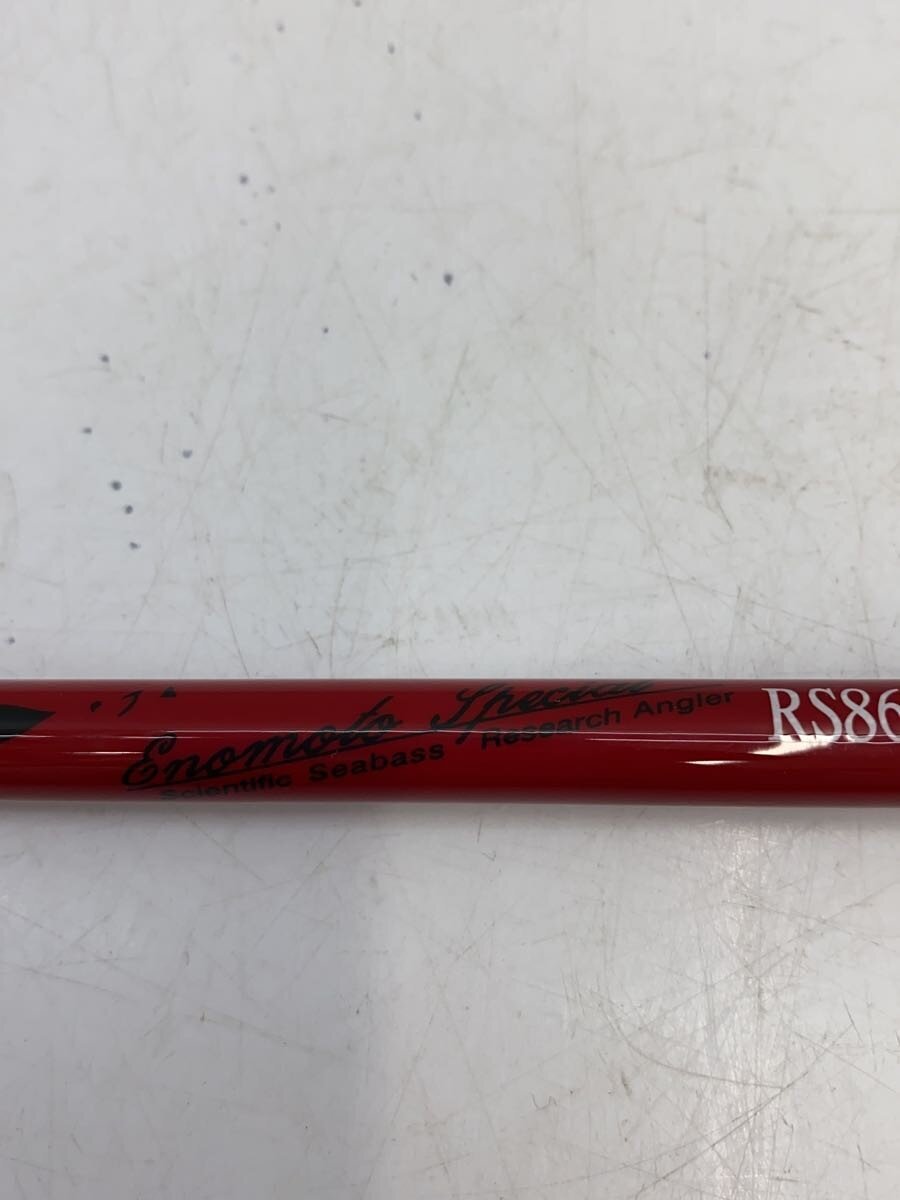 Enomoto Special
Scientific Seabass Research Angler
RS86